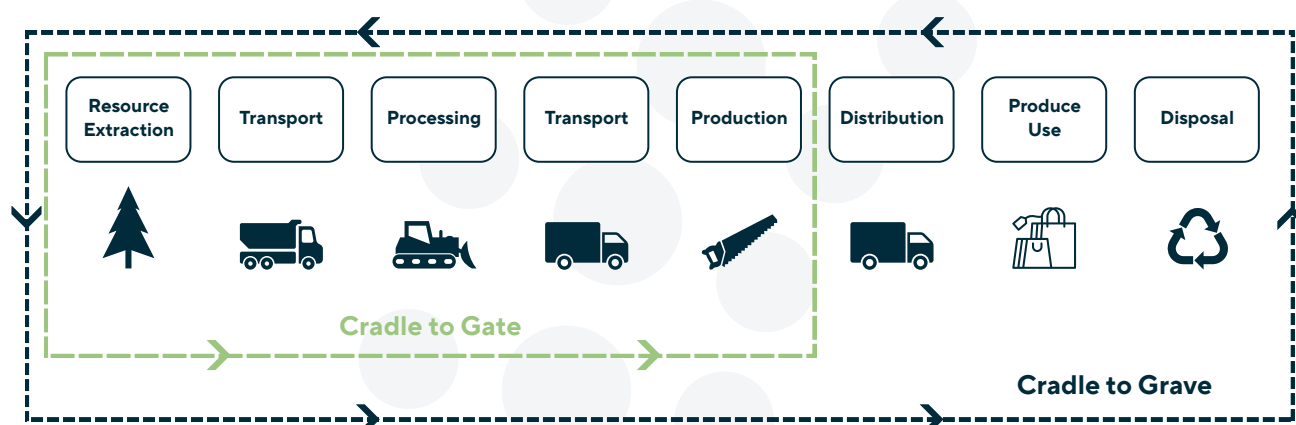 Resource
Extraction
Transport
Processing
Transport
Production
Distribution
Produce
Use
Disposal
Cradle to Gate
Cradle to Grave